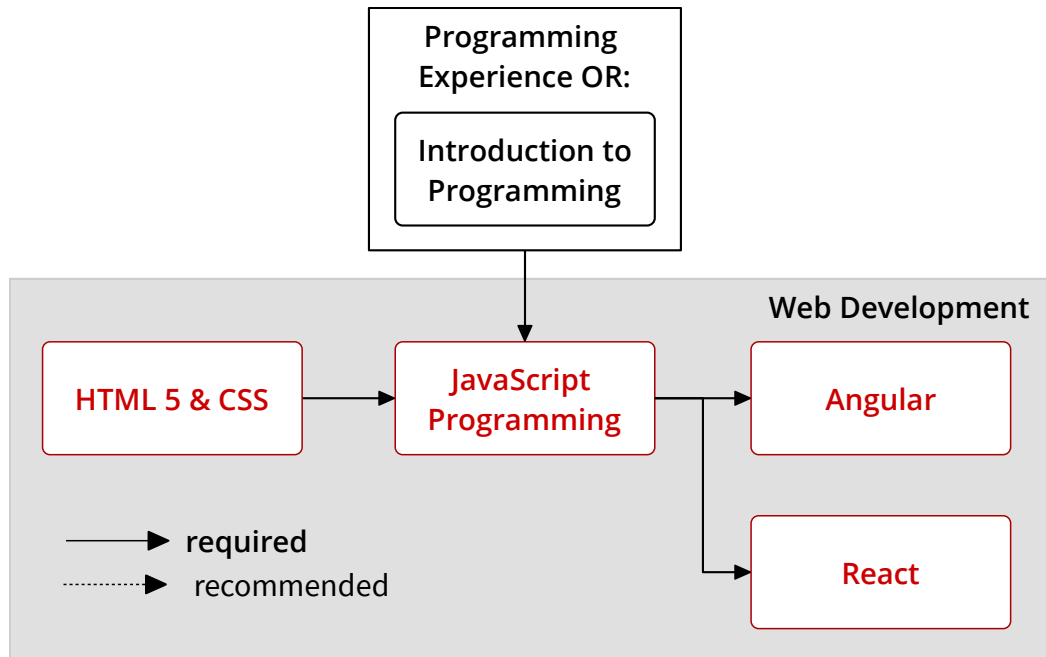 Programming
Experience OR:
Introduction to
Programming
Web Development
HTML 5 & CSS
JavaScript
Programming
Angular
React
required
recommended